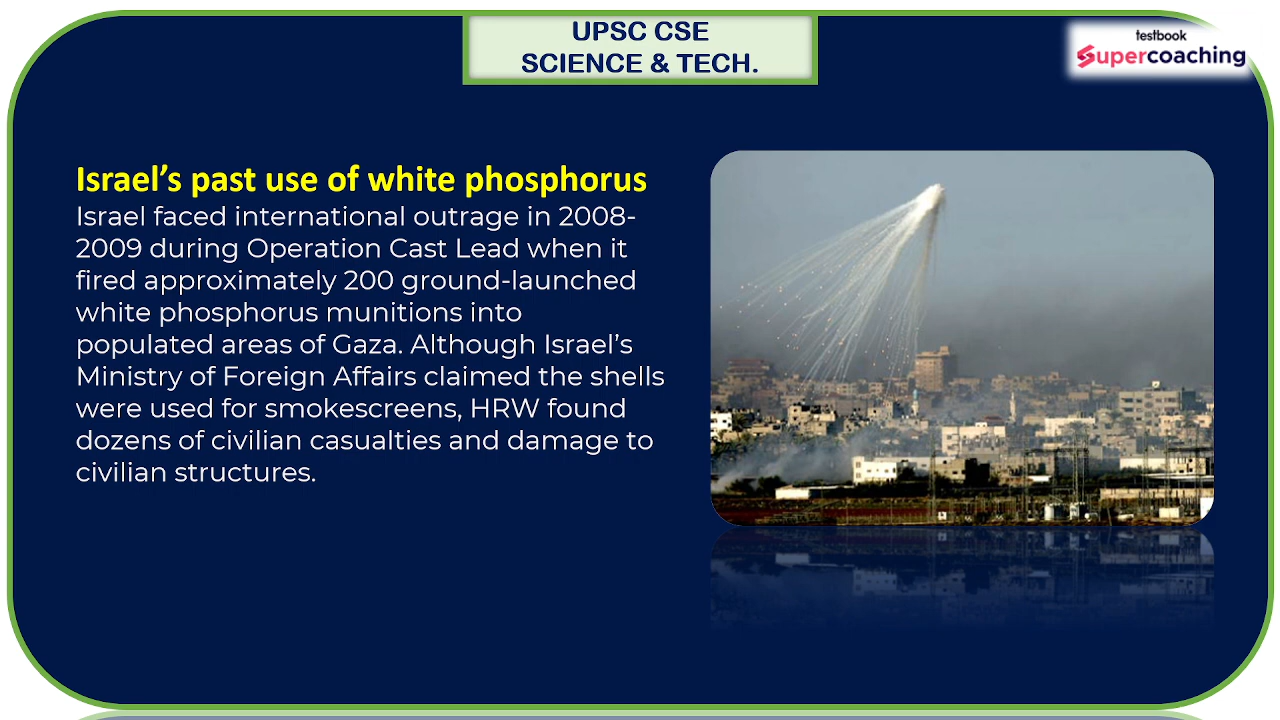 UPSC CSE
SCIENCE & TECH.
testbook
Supercoaching
Israel’s past use of white phosphorus
Israel faced international outrage in 2008-
2009 during Operation Cast Lead when it
fired approximately 200 ground-launched
white phosphorus munitions into
populated areas of Gaza. Although Israel’s
Ministry of Foreign Affairs claimed the shells
were used for smokescreens, HRW found
dozens of civilian casualties and damage to
civilian structures.